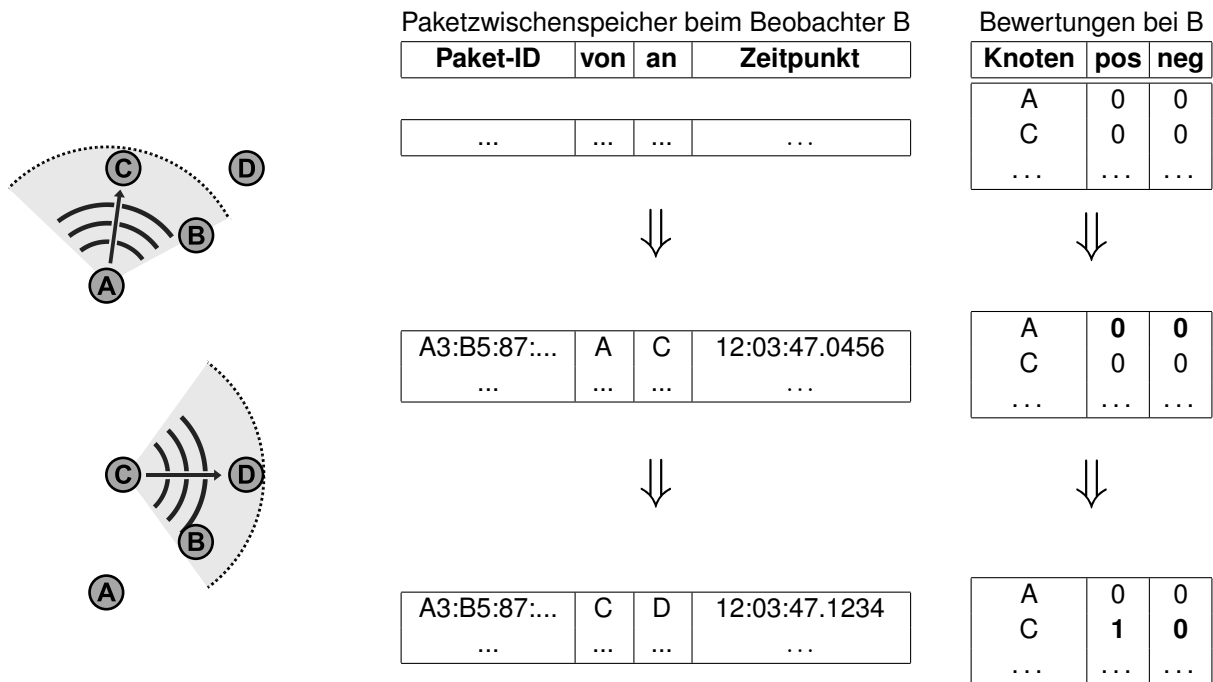 Paketzwischenspeicher beim Beobachter B
Paket-ID von an Zeitpunkt
... ... ... ...
Bewertungen bei B
Knoten pos neg
A 0 0
C 0 0
... ... ...
C
D
B
A
⇓ ⇓
A3:B5:87:... A C 12:03:47.0456
... ... ... ...
A 0 0
C 0 0
... ... ...
C
D
B
A
⇓ ⇓
A3:B5:87:... C D 12:03:47.1234
... ... ... ...
A 0 0
C 1 0
... ... ...